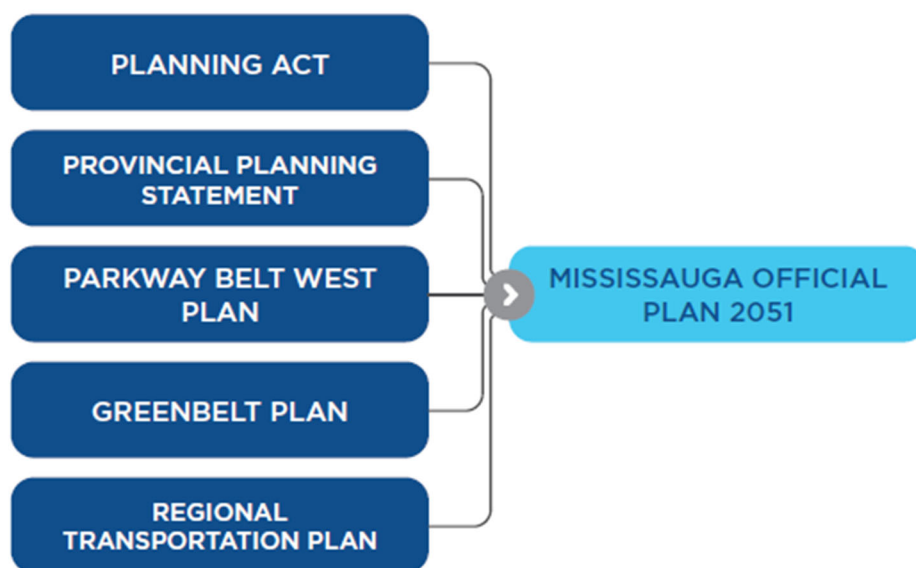 PLANNING ACT
PROVINCIAL PLANNING
STATEMENT
PARKWAY BELT WEST
PLAN
GREENBELT PLAN
REGIONAL
TRANSPORTATION PLAN
MISSISSAUGA OFFICIAL
PLAN 2051